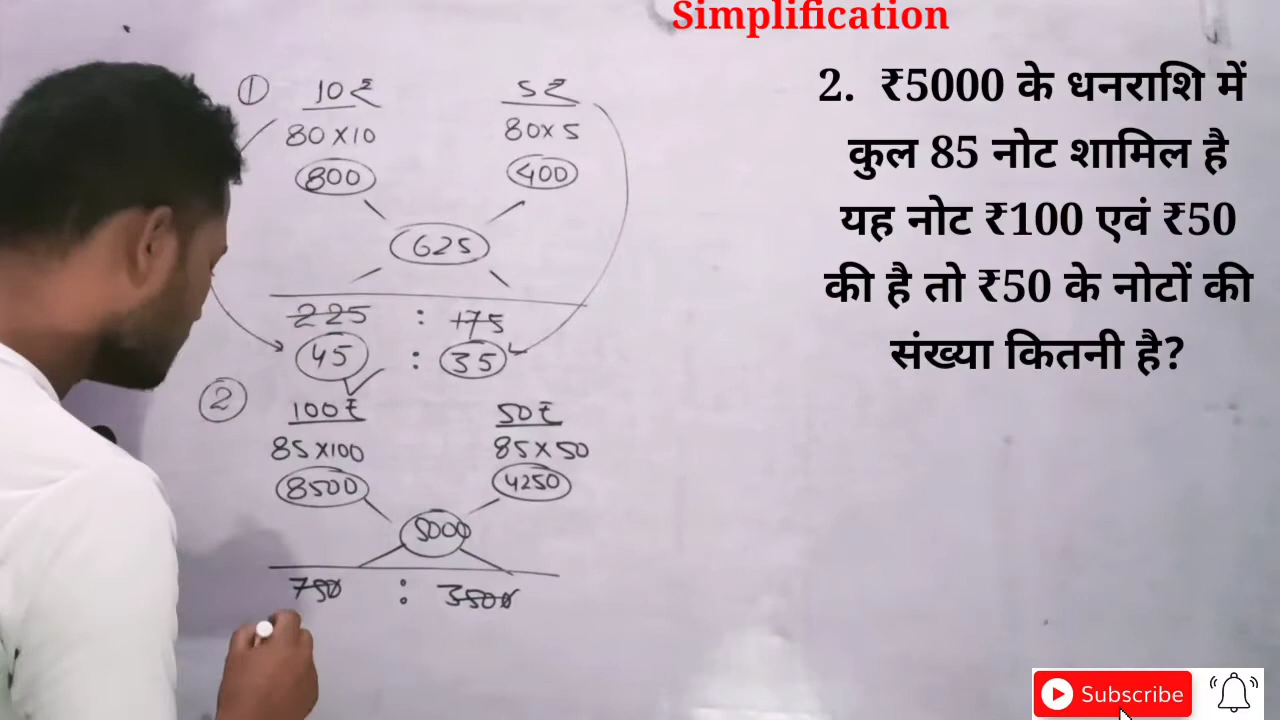 Simplification
2. ₹5000 के धनराशि में
कुल 85 नोट शामिल है
यह नोट ₹100 एवं ₹50
की है तो ₹50 के नोटों की
संख्या कितनी है?
① 10₹ 5₹
80×10 80×5
800 400
625
225 : 175
45 : 35
② 100₹ 50₹
85×100 85×50
8500 4250
5000
750 : 3500
Subscribe